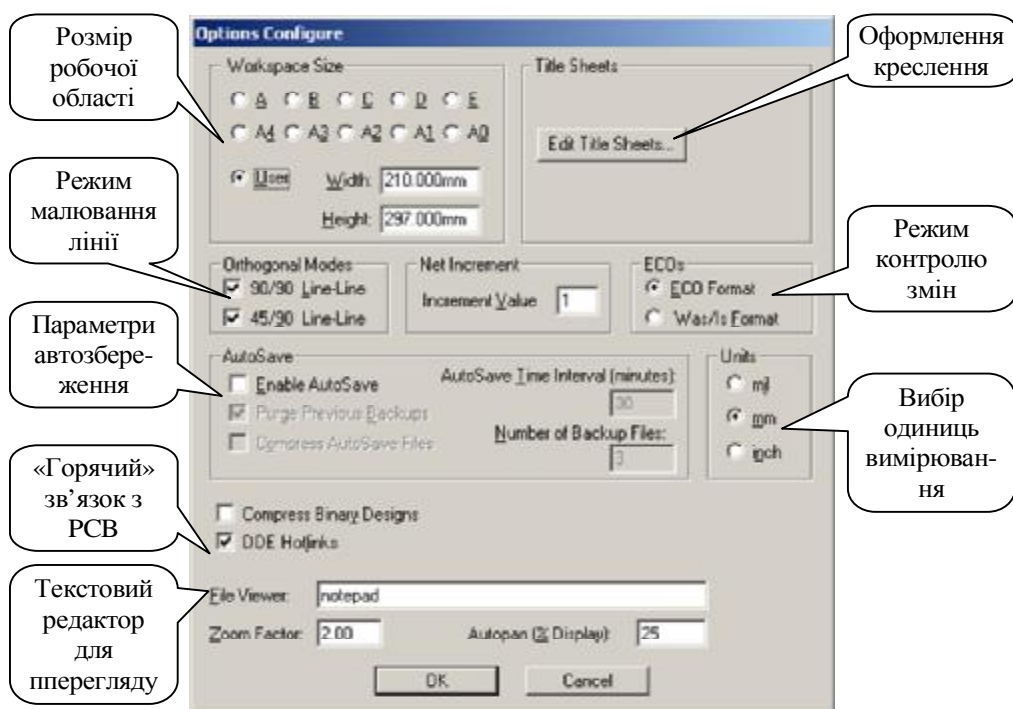 Розмір
робочої
області
Режим
малювання
лінії
Параметри
автозбере-
ження
«Горячий»
зв’язок з
PCB
Текстовий
редактор
для
пперегляду
Options Configure
Workspace Size
A B C D E
A4 A3 A2 A1 A0
User Width: 210.000mm
Height: 297.000mm
Title Sheets
Edit Title Sheets...
Orthogonal Modes
90/90 Line-Line
45/90 Line-Line
Net Increment
Increment Value 1
ECOs
ECO Format
Was/Is Format
AutoSave
Enable AutoSave
Purge Previous Backups
Compress AutoSave Files
AutoSave Time Interval (minutes):
30
Number of Backup Files:
3
Units
mil
mm
inch
Compress Binary Designs
DDE Hotlinks
File Viewer: notepad
Zoom Factor: 2.00 Autopan (% Display): 25
OK Cancel
Оформлення
креслення
Режим
контролю
змін
Вибір
одиниць
вимірюван-
ня